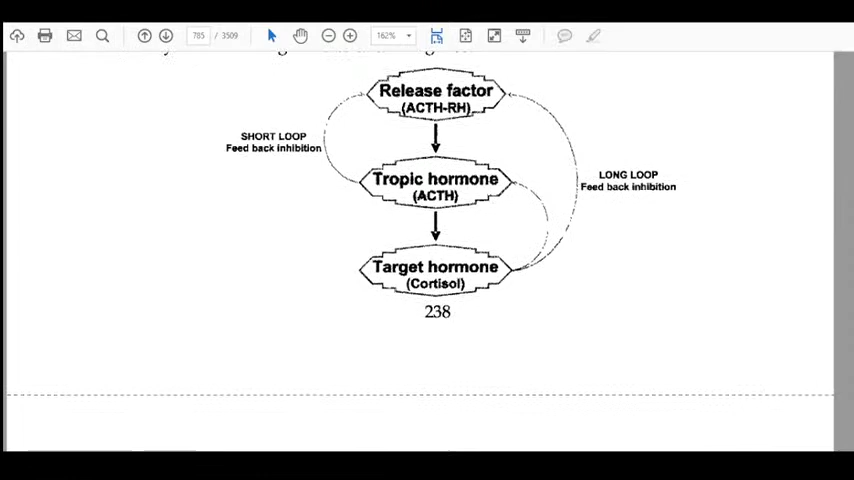 785 / 3509
162%
Release factor
(ACTH-RH)
SHORT LOOP
Feed back inhibition
Tropic hormone
(ACTH)
LONG LOOP
Feed back inhibition
Target hormone
(Cortisol)
238